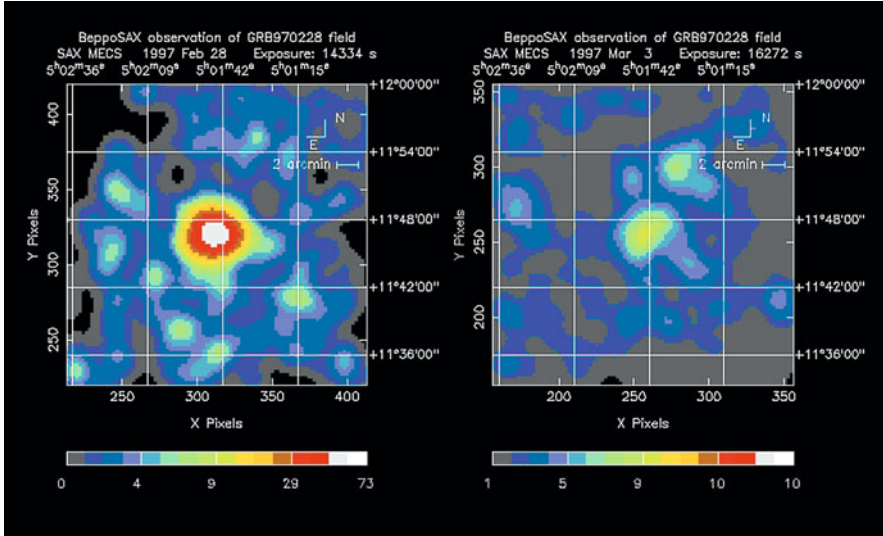 BeppoSAX observation of GRB970228 field
SAX MECS 1997 Feb 28 Exposure: 14334 s
5h02m36s 5h02m09s 5h01m42s 5h01m15s
+12°00'00"
+11°54'00"
+11°48'00"
+11°42'00"
+11°36'00"
N
E
2 arcmin
Y Pixels
400
350
300
250
250 300 350 400
X Pixels
0 4 9 29 73
BeppoSAX observation of GRB970228 field
SAX MECS 1997 Mar 3 Exposure: 16272 s
5h02m36s 5h02m09s 5h01m42s 5h01m15s
+12°00'00"
+11°54'00"
+11°48'00"
+11°42'00"
+11°36'00"
N
E
2 arcmin
Y Pixels
350
300
250
200
200 250 300 350
X Pixels
1 5 9 10 10